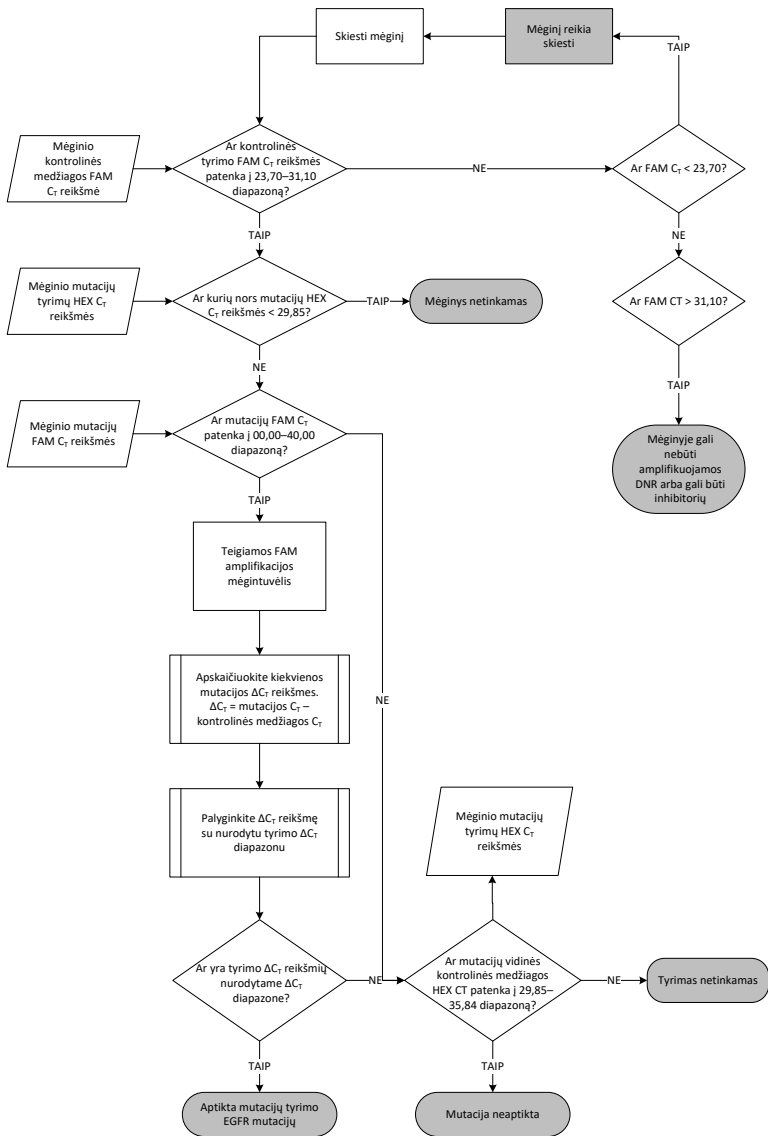 Skiesti mėginį
Mėginį reikia
skiesti
TAIP
Mėginio
kontrolinės
medžiagos FAM
Cₜ reikšmė
Ar kontrolinės
tyrimo FAM Cₜ reikšmės
patenka į 23,70–31,10
diapazoną?
NE
Ar FAM Cₜ < 23,70?
TAIP
NE
Mėginio mutacijų
tyrimų HEX Cₜ
reikšmės
Ar kurių nors mutacijų HEX
Cₜ reikšmės < 29,85?
TAIP
Mėginys netinkamas
Ar FAM CT > 31,10?
NE
TAIP
Mėginio mutacijų
FAM Cₜ reikšmės
Ar mutacijų FAM Cₜ
patenka į 00,00–40,00
diapazoną?
Mėginyje gali
nebūti
amplifikuojamos
DNR arba gali būti
inhibitorių
TAIP
Teigiamos FAM
amplifikacijos
mėgintuvėlis
Apskaičiuokite kiekvienos
mutacijos ΔCₜ reikšmes.
ΔCₜ = mutacijos Cₜ –
kontrolinės medžiagos Cₜ
NE
Palyginkite ΔCₜ reikšmę
su nurodytu tyrimo ΔCₜ
diapazonu
Mėginio mutacijų
tyrimų HEX Cₜ
reikšmės
Ar yra tyrimo ΔCₜ reikšmių
nurodytame ΔCₜ
diapazone?
NE
Ar mutacijų vidinės
kontrolinės medžiagos
HEX CT patenka į 29,85–
35,84 diapazoną?
NE
Tyrimas netinkamas
TAIP
TAIP
Aptikta mutacijų tyrimo
EGFR mutacijų
Mutacija neaptikta